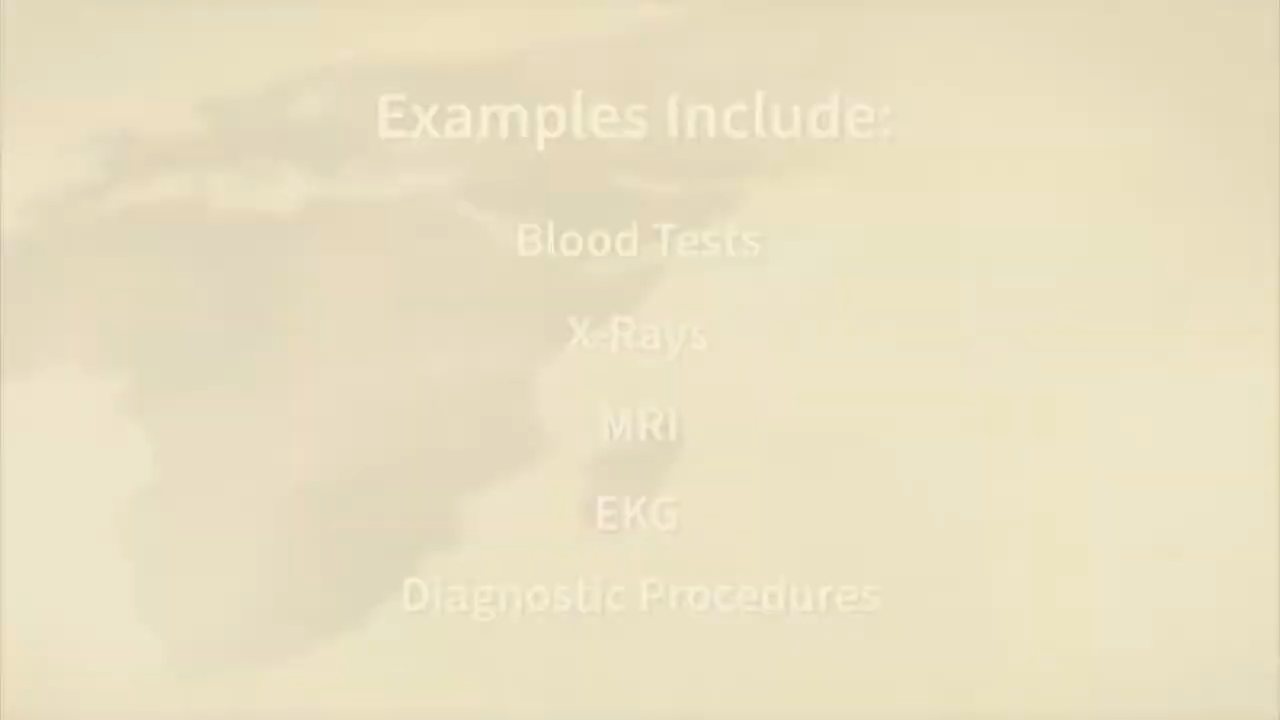 Examples Include:
Blood Tests
X-Rays
MRI
EKG
Diagnostic Procedures